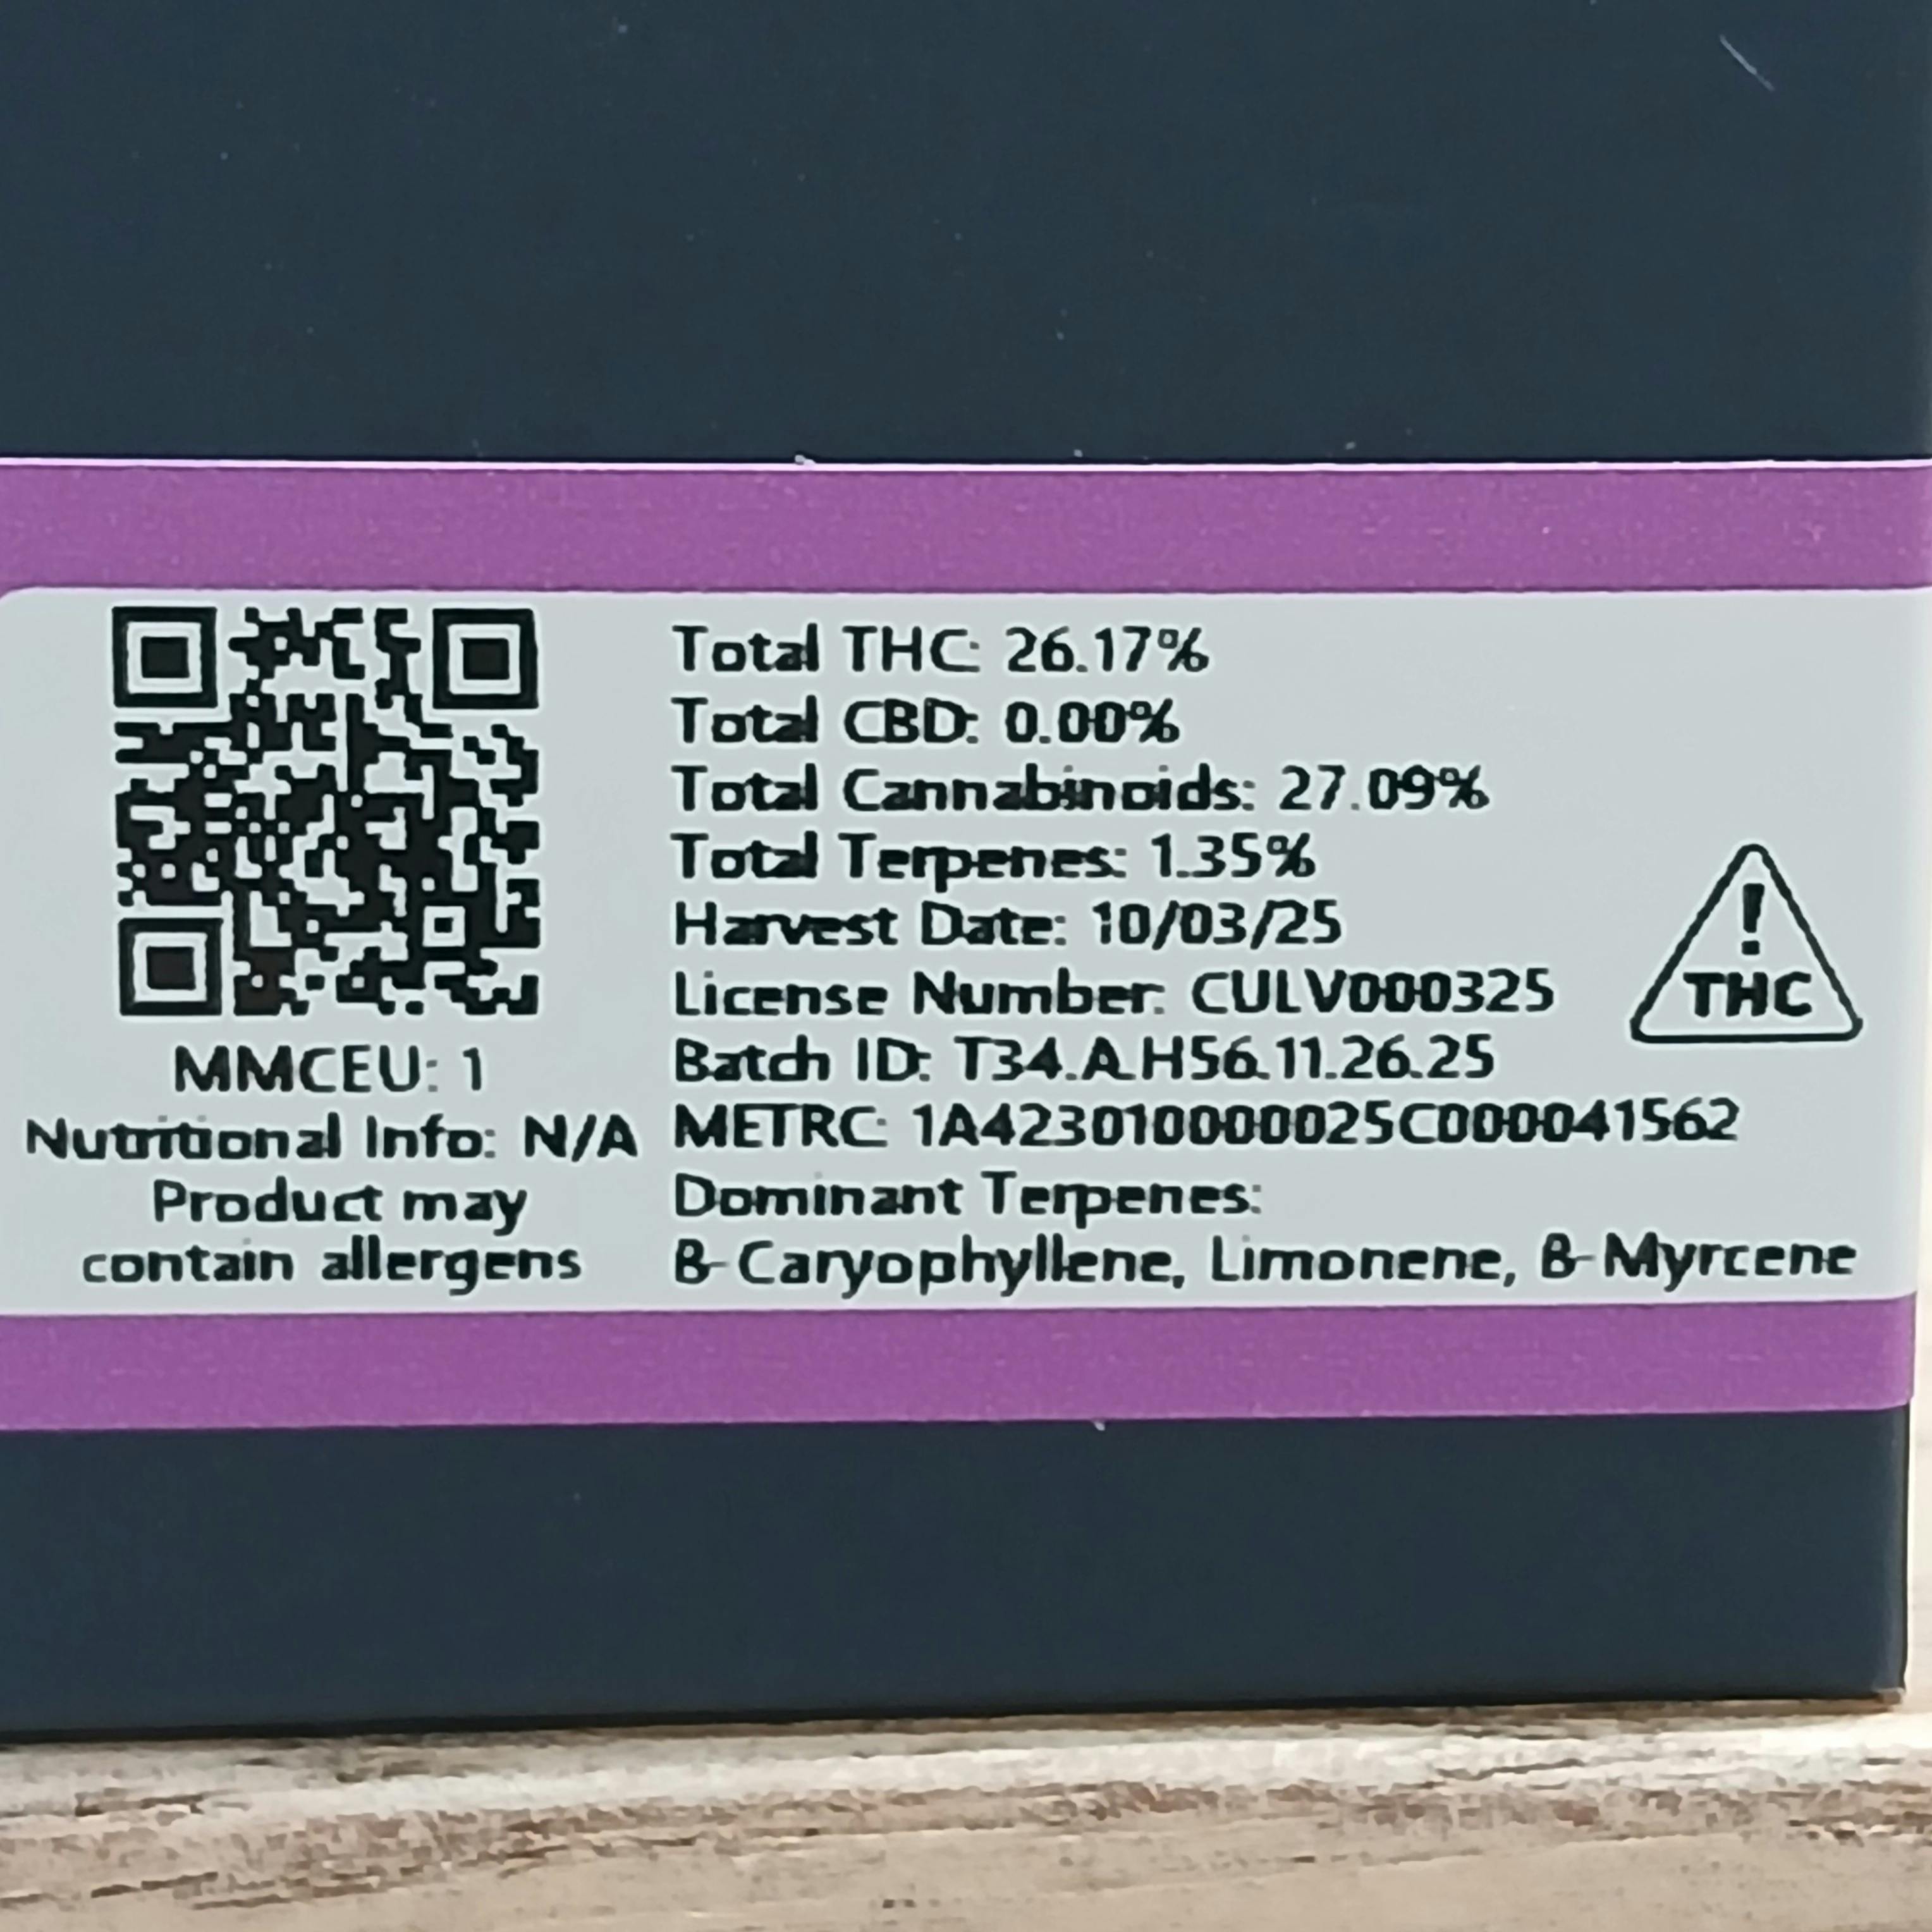 MMCEU: 1
Nutritional Info: N/A
Product may
contain allergens
Total THC: 26.17%
Total CBD: 0.00%
Total Cannabinoids: 27.09%
Total Terpenes: 1.35%
Harvest Date: 10/03/25
License Number: CULV000325
Batch ID: T34.A.H56.11.26.25
METRC: 1A4230100000025C000041562
Dominant Terpenes:
B-Caryophyllene, Limonene, B-Myrcene
!
THC